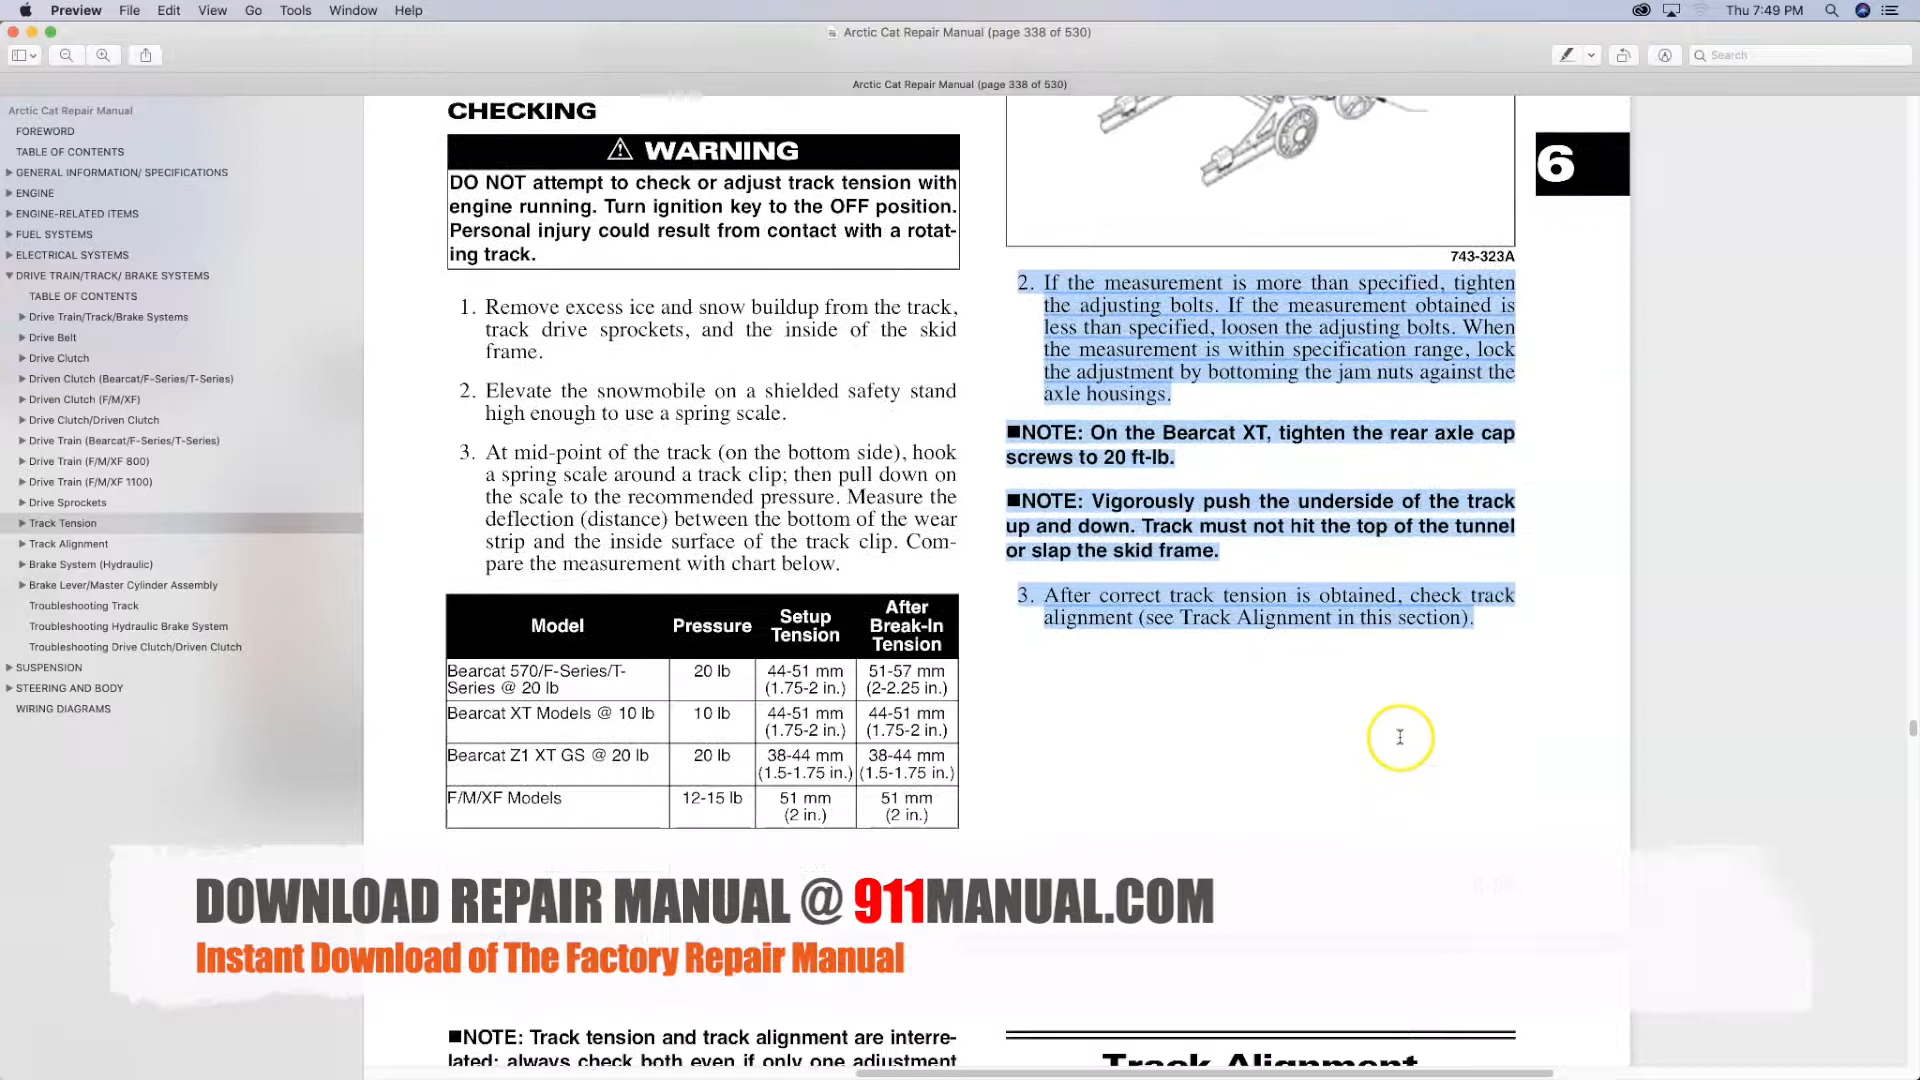 Preview File Edit View Go Tools Window Help Thu 7:49 PM
Arctic Cat Repair Manual (page 338 of 530)
Search
Arctic Cat Repair Manual (page 338 of 530)
Arctic Cat Repair Manual
FOREWORD
TABLE OF CONTENTS
GENERAL INFORMATION/ SPECIFICATIONS
ENGINE
ENGINE-RELATED ITEMS
FUEL SYSTEMS
ELECTRICAL SYSTEMS
DRIVE TRAIN/TRACK/ BRAKE SYSTEMS
TABLE OF CONTENTS
Drive Train/Track/Brake Systems
Drive Belt
Drive Clutch
Driven Clutch (Bearcat/F-Series/T-Series)
Driven Clutch (F/M/XF)
Drive Clutch/Driven Clutch
Drive Train (Bearcat/F-Series/T-Series)
Drive Train (F/M/XF 800)
Drive Train (F/M/XF 1100)
Drive Sprockets
Track Tension
Track Alignment
Brake System (Hydraulic)
Brake Lever/Master Cylinder Assembly
Troubleshooting Track
Troubleshooting Hydraulic Brake System
Troubleshooting Drive Clutch/Driven Clutch
SUSPENSION
STEERING AND BODY
WIRING DIAGRAMS
CHECKING
WARNING
DO NOT attempt to check or adjust track tension with
engine running. Turn ignition key to the OFF position.
Personal injury could result from contact with a rotat-
ing track.
1. Remove excess ice and snow buildup from the track,
track drive sprockets, and the inside of the skid
frame.
2. Elevate the snowmobile on a shielded safety stand
high enough to use a spring scale.
3. At mid-point of the track (on the bottom side), hook
a spring scale around a track clip; then pull down on
the scale to the recommended pressure. Measure the
deflection (distance) between the bottom of the wear
strip and the inside surface of the track clip. Com-
pare the measurement with chart below.
Model Pressure Setup Tension After Break-In Tension
Bearcat 570/F-Series/T-Series @ 20 lb 20 lb 44-51 mm (1.75-2 in.) 51-57 mm (2-2.25 in.)
Bearcat XT Models @ 10 lb 10 lb 44-51 mm (1.75-2 in.) 44-51 mm (1.75-2 in.)
Bearcat Z1 XT GS @ 20 lb 20 lb 38-44 mm (1.5-1.75 in.) 38-44 mm (1.5-1.75 in.)
F/M/XF Models 12-15 lb 51 mm (2 in.) 51 mm (2 in.)
■NOTE: Track tension and track alignment are interre-
lated; always check both even if only one adjustment
6
743-323A
2. If the measurement is more than specified, tighten
the adjusting bolts. If the measurement obtained is
less than specified, loosen the adjusting bolts. When
the measurement is within specification range, lock
the adjustment by bottoming the jam nuts against the
axle housings.
■NOTE: On the Bearcat XT, tighten the rear axle cap
screws to 20 ft-lb.
■NOTE: Vigorously push the underside of the track
up and down. Track must not hit the top of the tunnel
or slap the skid frame.
3. After correct track tension is obtained, check track
alignment (see Track Alignment in this section).
Track Alignment
DOWNLOAD REPAIR MANUAL @ 911MANUAL.COM
Instant Download of The Factory Repair Manual